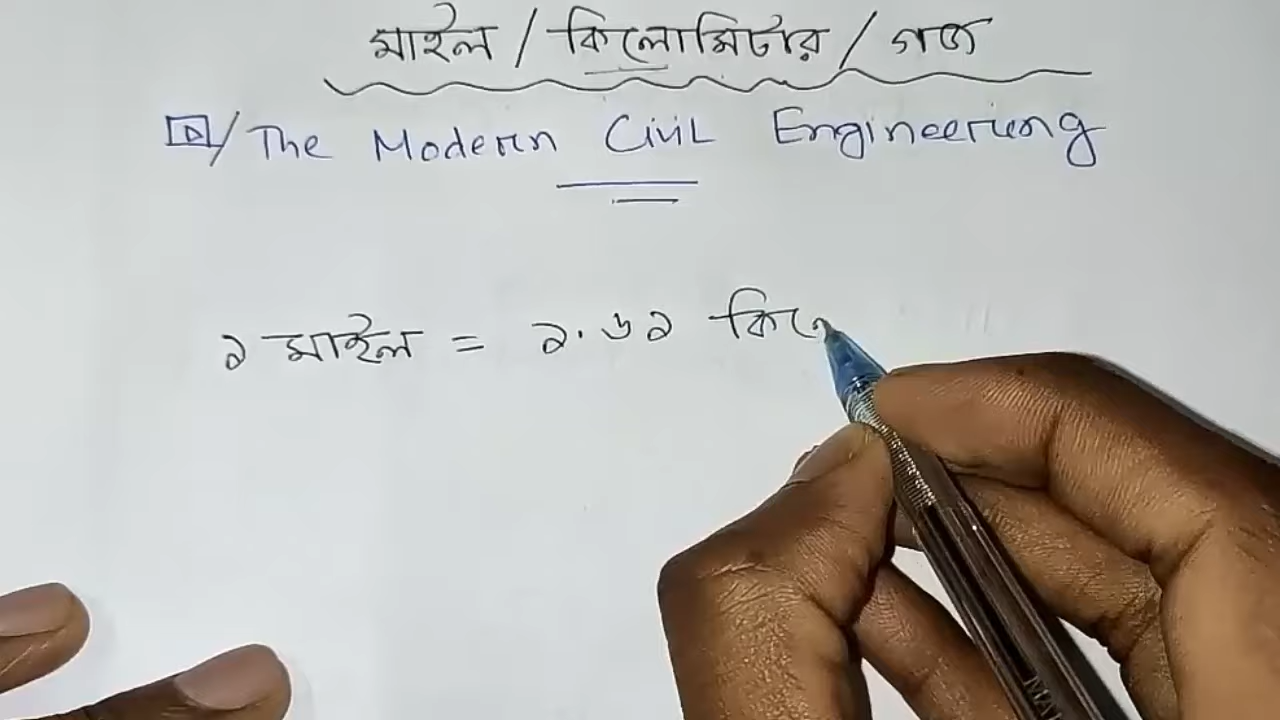 মাইল / কিলোমিটার / গজ
The Modern Civil Engineering
১ মাইল = ১.৬১ কি